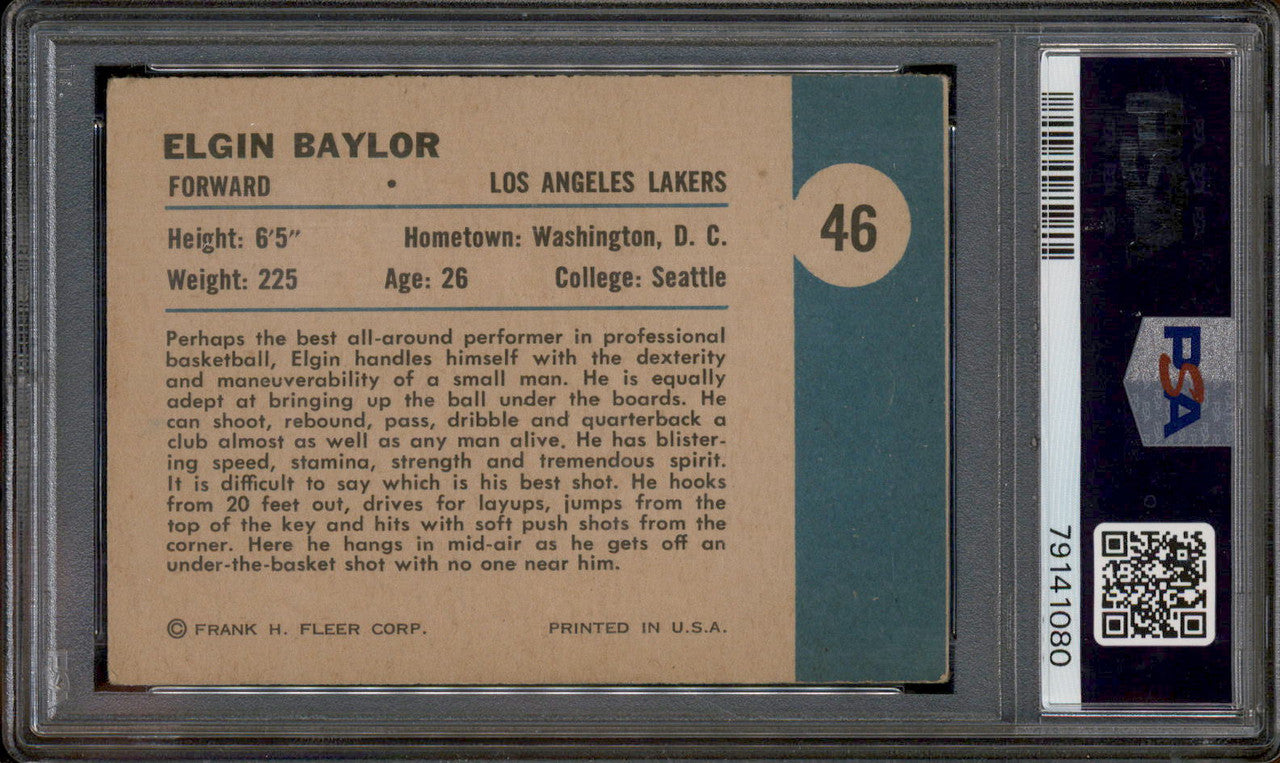 ELGIN BAYLOR
FORWARD • LOS ANGELES LAKERS
Height: 6'5" Hometown: Washington, D. C.
Weight: 225 Age: 26 College: Seattle
46
Perhaps the best all-around performer in professional
basketball, Elgin handles himself with the dexterity
and maneuverability of a small man. He is equally
adept at bringing up the ball under the boards. He
can shoot, rebound, pass, dribble and quarterback a
club almost as well as any man alive. He has blister-
ing speed, stamina, strength and tremendous spirit.
It is difficult to say which is his best shot. He hooks
from 20 feet out, drives for layups, jumps from the
top of the key and hits with soft push shots from the
corner. Here he hangs in mid-air as he gets off an
under-the-basket shot with no one near him.
© FRANK H. FLEER CORP. PRINTED IN U.S.A.
PSA
79141080